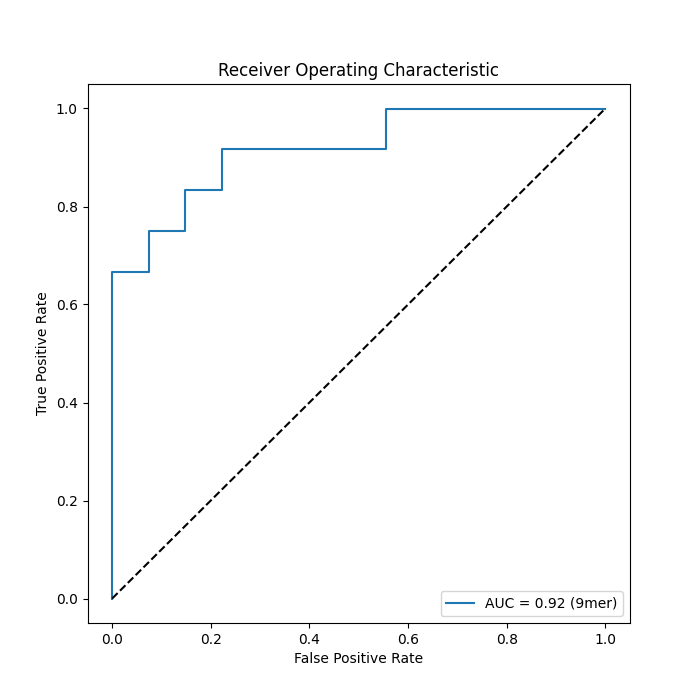 Receiver Operating Characteristic
1.0
0.8
0.6
0.4
0.2
0.0
True Positive Rate
AUC = 0.92 (9mer)
0.0 0.2 0.4 0.6 0.8 1.0
False Positive Rate